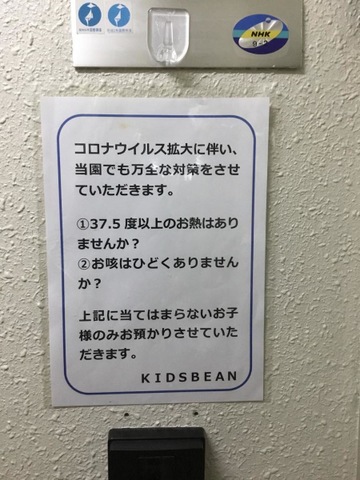 NHK
コロナウイルス拡大に伴い、
当園でも万全な対策をさせ
ていただきます。
①37.5 度以上のお熱はあり
ませんか？
②お咳はひどくありません
か？
上記に当てはまらないお子
様のみお預かりさせていた
だきます。
KIDSBEAN